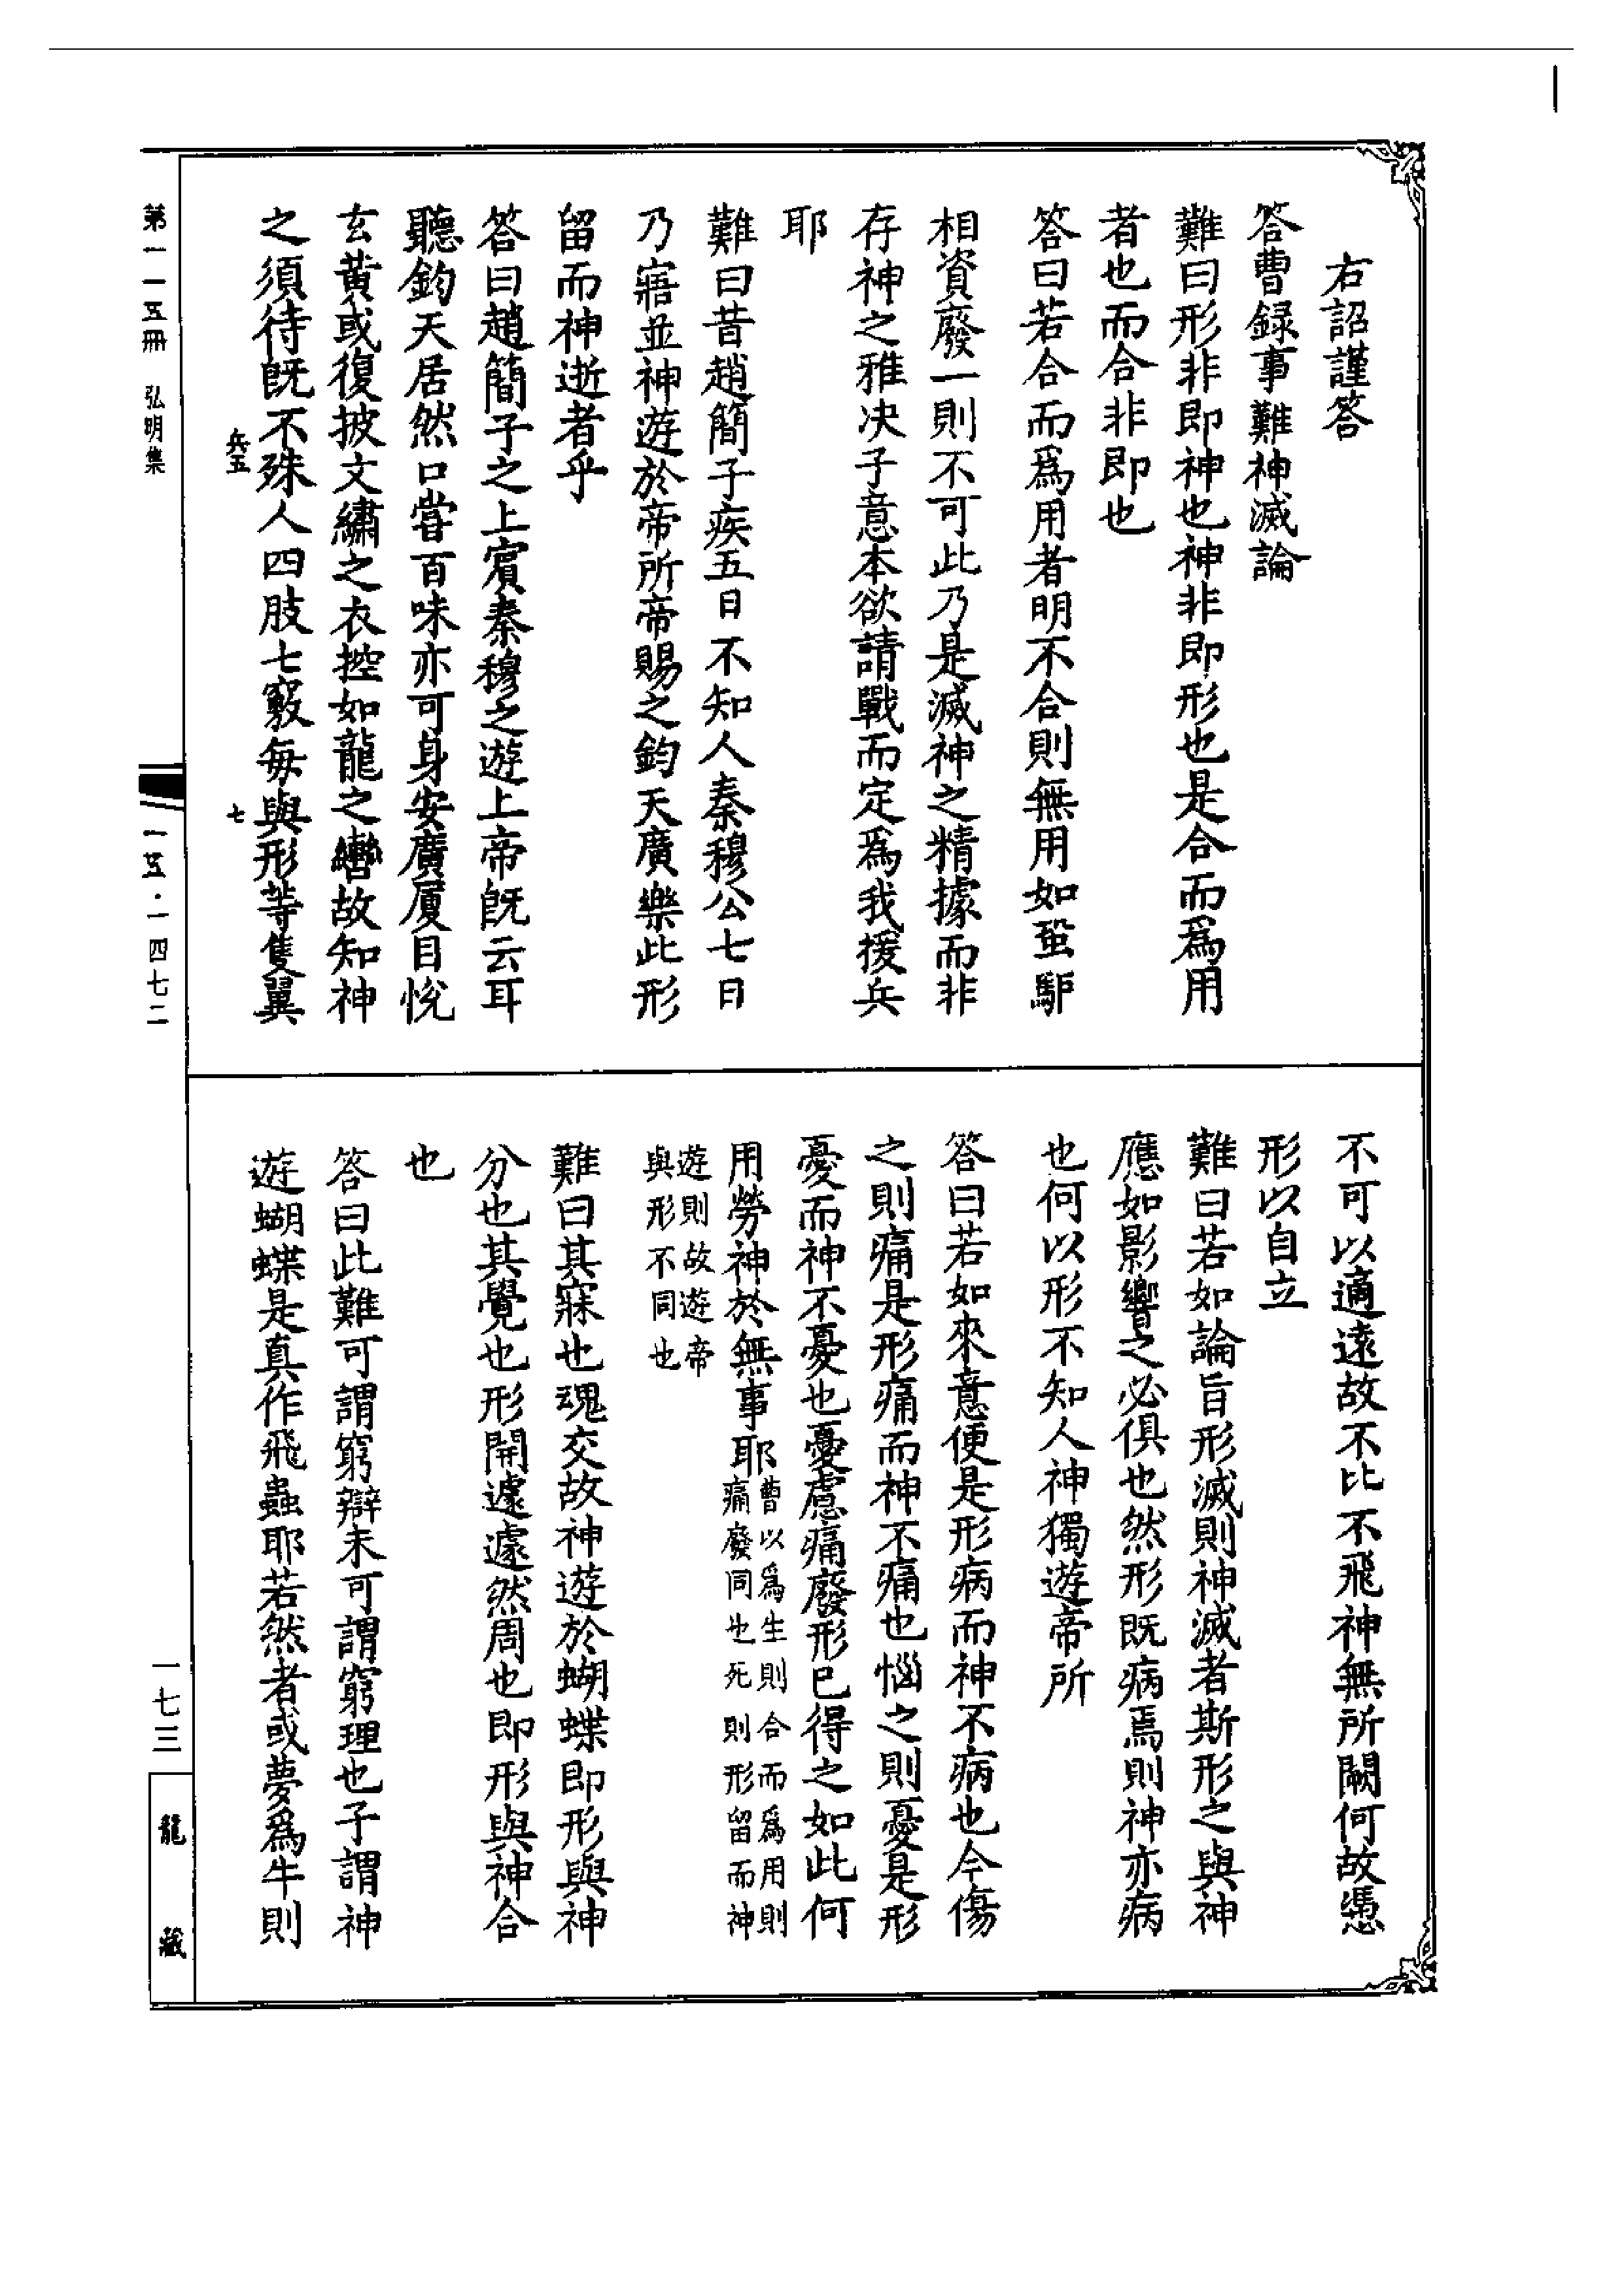 右詔謹答
答曹録事難神滅論
難曰形非即神也神非即形也是合而爲用
者也而合非即也
答曰若合而爲用者明不合則無用如蛩駏
相資廢一則不可此乃是滅神之精據而非
存神之雅决子意本欲請戰而定爲我援兵
耶
難曰昔趙簡子疾五日不知人秦穆公七日
乃寤並神遊於帝所帝賜之鈞天廣樂此形
留而神逝者乎
答曰趙簡子之上賓秦穆之遊上帝既云耳
聽鈞天居然口嘗百味亦可身安廣厦目悅
玄黄或復披文繡之衣控如龍之轡故知神
之須待既不殊人四肢七竅每與形等隻翼
兵五
七
不可以適遠故不比不飛神無所闕何故憑
形以自立
難曰若如論旨形滅則神滅者斯形之與神
應如影響之必俱也然形既病焉則神亦病
也何以形不知人神獨遊帝所
答曰若如來意便是形病而神不病也今傷
之則痛是形痛而神不痛也惱之則憂是形
憂而神不憂也憂慮痛廢形已得之如此何
用勞神於無事耶
曹以爲生則合而爲用則
痛廢同也死則形留而神
遊則故遊帝
與形不同也
難曰其寐也魂交故神遊於蝴蝶即形與神
分也其覺也形開遽遽然周也即形與神合
也
答曰此難可謂窮辯未可謂窮理也子謂神
遊蝴蝶是真作飛蟲耶若然者或夢爲牛則
第一一五冊 弘明集
一五·一四七二
一七三
龍藏